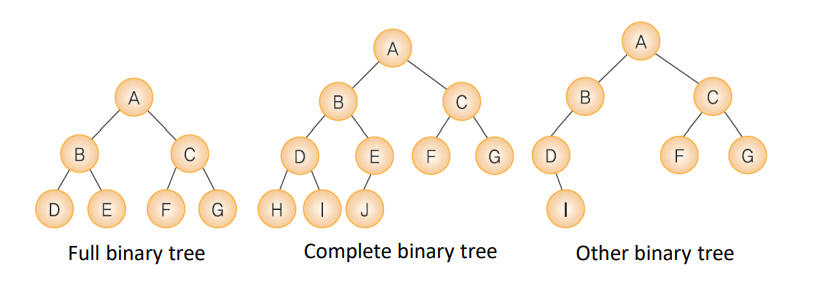 A
B C
D E F G
Full binary tree
A
B C
D E F G
H I J
Complete binary tree
A
B C
D F G
I
Other binary tree